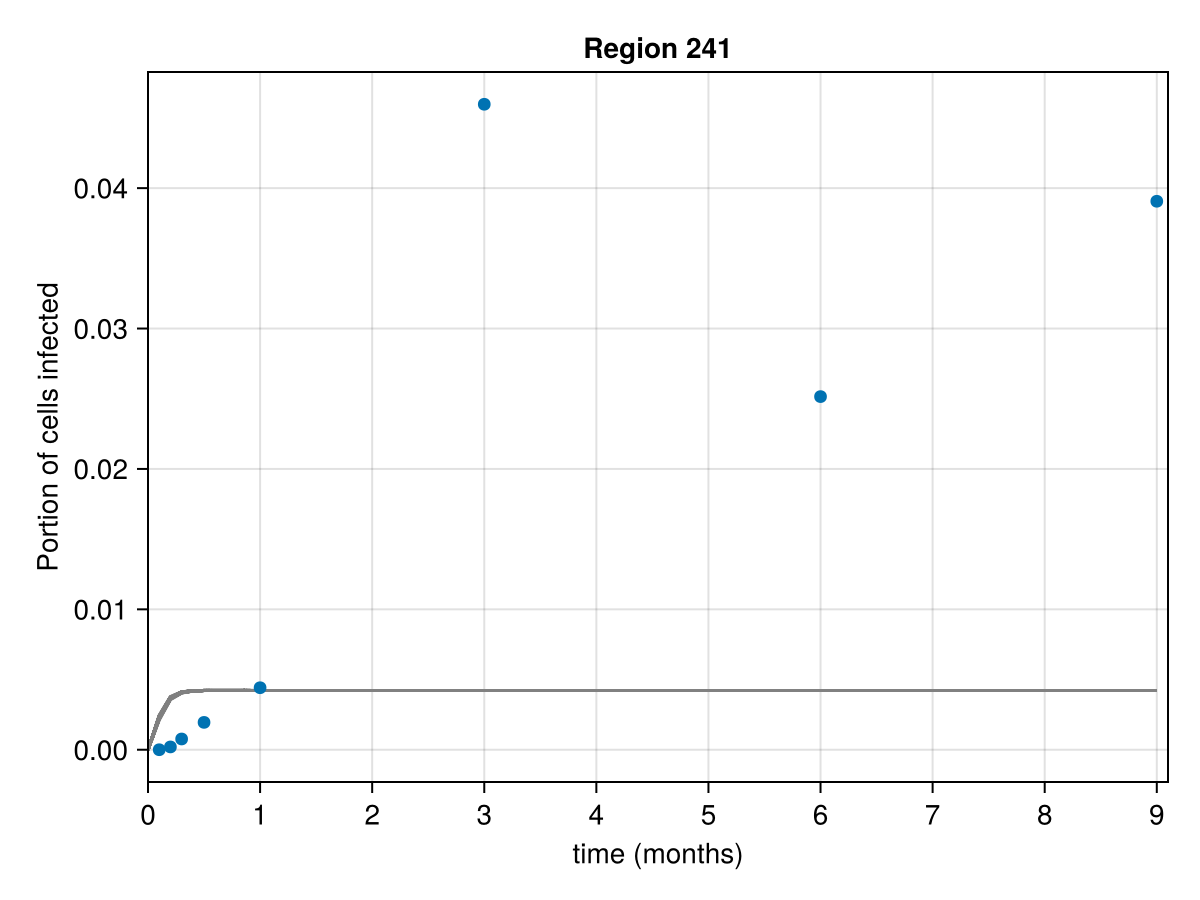 Region 241
Portion of cells infected
0.04
0.03
0.02
0.01
0.00
0 1 2 3 4 5 6 7 8 9
time (months)